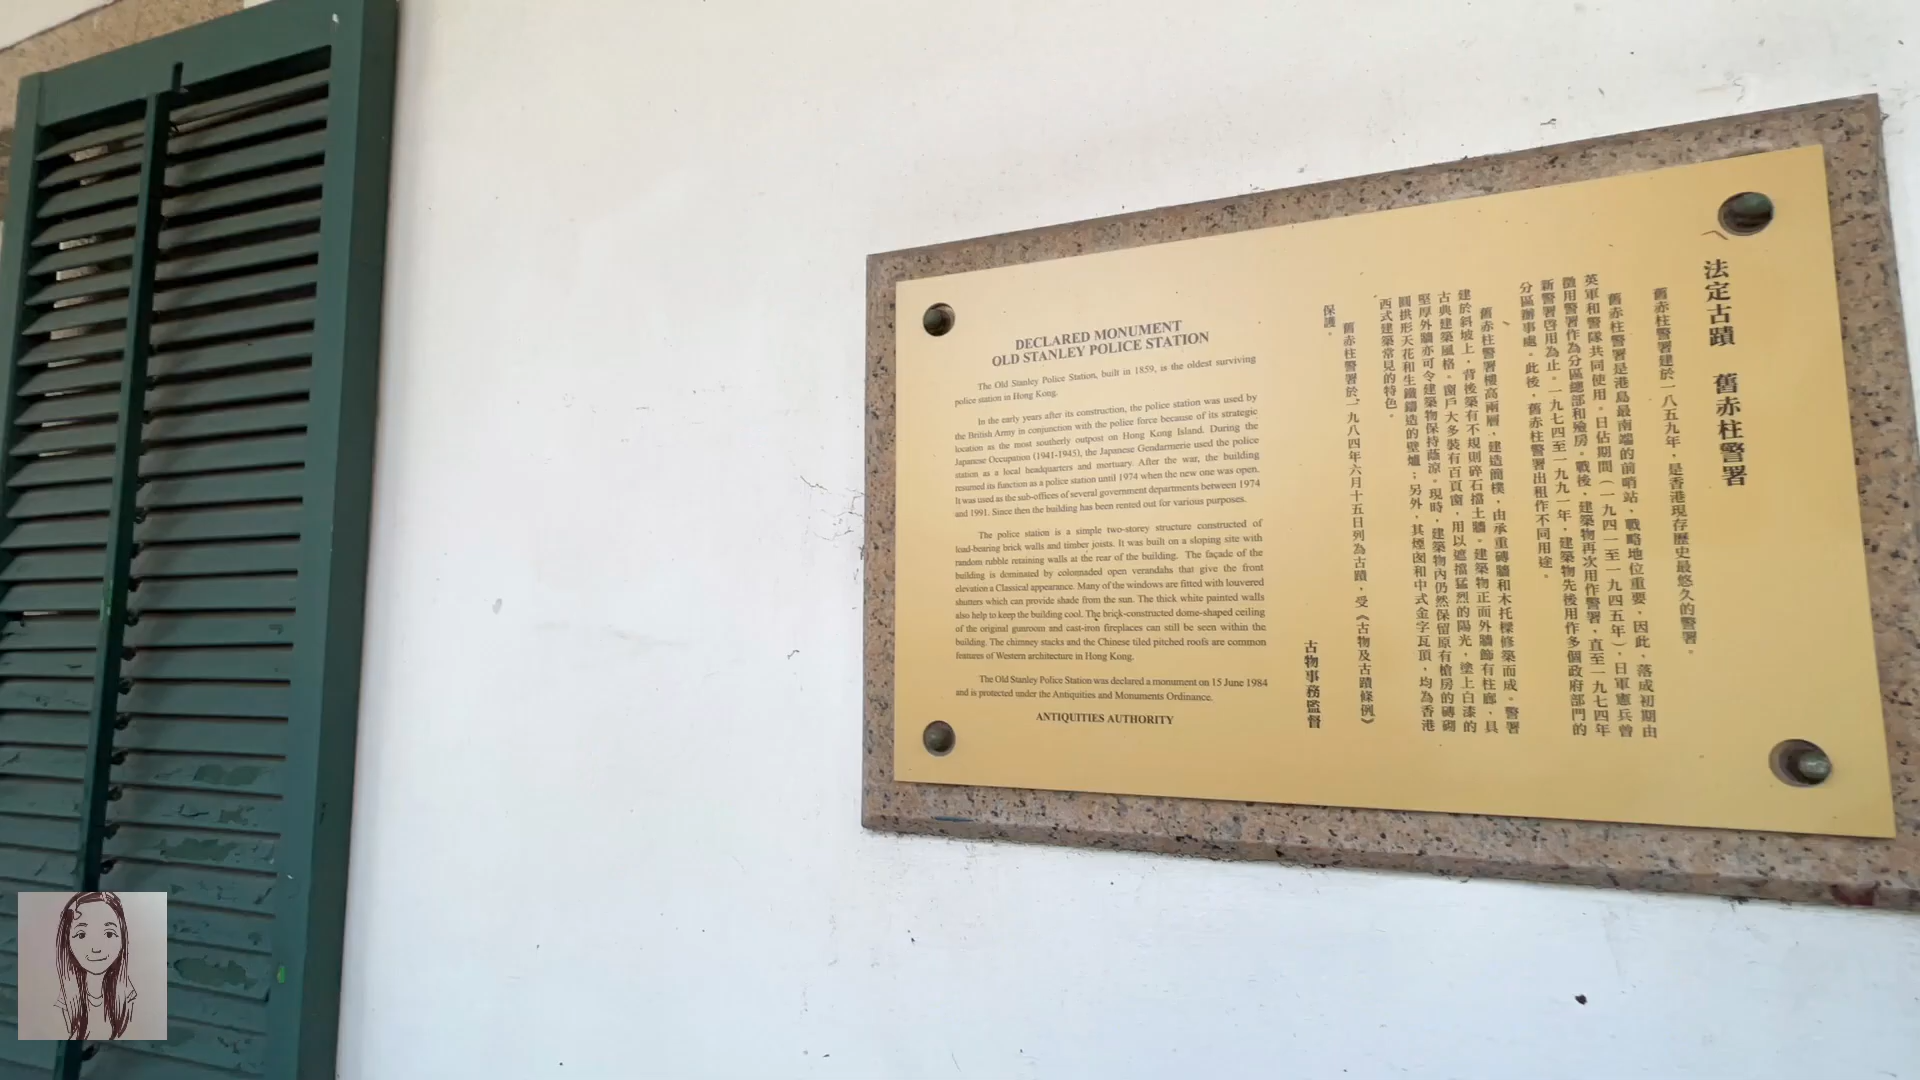 DECLARED MONUMENT
OLD STANLEY POLICE STATION
The Old Stanley Police Station, built in 1859, is the oldest surviving
police station in Hong Kong.
In the early years after its construction, the police station was used by
the British Army in conjunction with the police force because of its strategic
location as the most southerly outpost on Hong Kong Island. During the
Japanese Occupation (1941-1945), the Japanese Gendarmerie used the police
station as a local headquarters and mortuary. After the war, the building
resumed its function as a police station until 1974 when the new one was open.
It was used as the sub-offices of several government departments between 1974
and 1991. Since then the building has been rented out for various purposes.
The police station is a simple two-storey structure constructed of
load-bearing brick walls and timber joists. It was built on a sloping site with
random rubble retaining walls at the rear of the building. The façade of the
building is dominated by colonnaded open verandahs that give the front
elevation a Classical appearance. Many of the windows are fitted with louvered
shutters which can provide shade from the sun. The thick white painted walls
also help to keep the building cool. The brick-constructed dome-shaped ceiling
of the original gunroom and cast-iron fireplaces can still be seen within the
building. The chimney stacks and the Chinese tiled pitched roofs are common
features of Western architecture in Hong Kong.
The Old Stanley Police Station was declared a monument on 15 June 1984
and is protected under the Antiquities and Monuments Ordinance.
ANTIQUITIES AUTHORITY
法定古蹟 舊赤柱警署
舊赤柱警署建於一八五九年，是香港現存歷史最悠久的警署。
舊赤柱警署是港島最南端的前哨站，戰略地位重要，因此，落成初期由
英軍和警隊共同使用。日佔期間（一九四一至一九四五年），日軍憲兵曾
徵用警署作為分區總部和殮房。戰後，建築物再次用作警署，直至一九七四年
新警署啓用為止。一九七四至一九九一年，建築物先後用作多個政府部門的
分區辦事處。此後，舊赤柱警署出租作不同用途。
舊赤柱警署樓高兩層，建造簡樸，由承重磚牆和木托樑修築而成。警署
建於斜坡上，背後築有不規則碎石擋土牆。建築物正面外牆飾有柱廊，具
古典建築風格。窗戶大多裝有百頁窗，用以遮擋猛烈的陽光，塗上白漆的
堅厚外牆亦可令建築物保持蔭涼。現時，建築物內仍然保留原有槍房的磚砌
圓拱形天花和生鐵鑄造的壁爐；另外，其煙囪和中式金字瓦頂，均為香港
西式建築常見的特色。
舊赤柱警署於一九八四年六月十五日列為古蹟，受《古物及古蹟條例》
保護。
古物事務監督